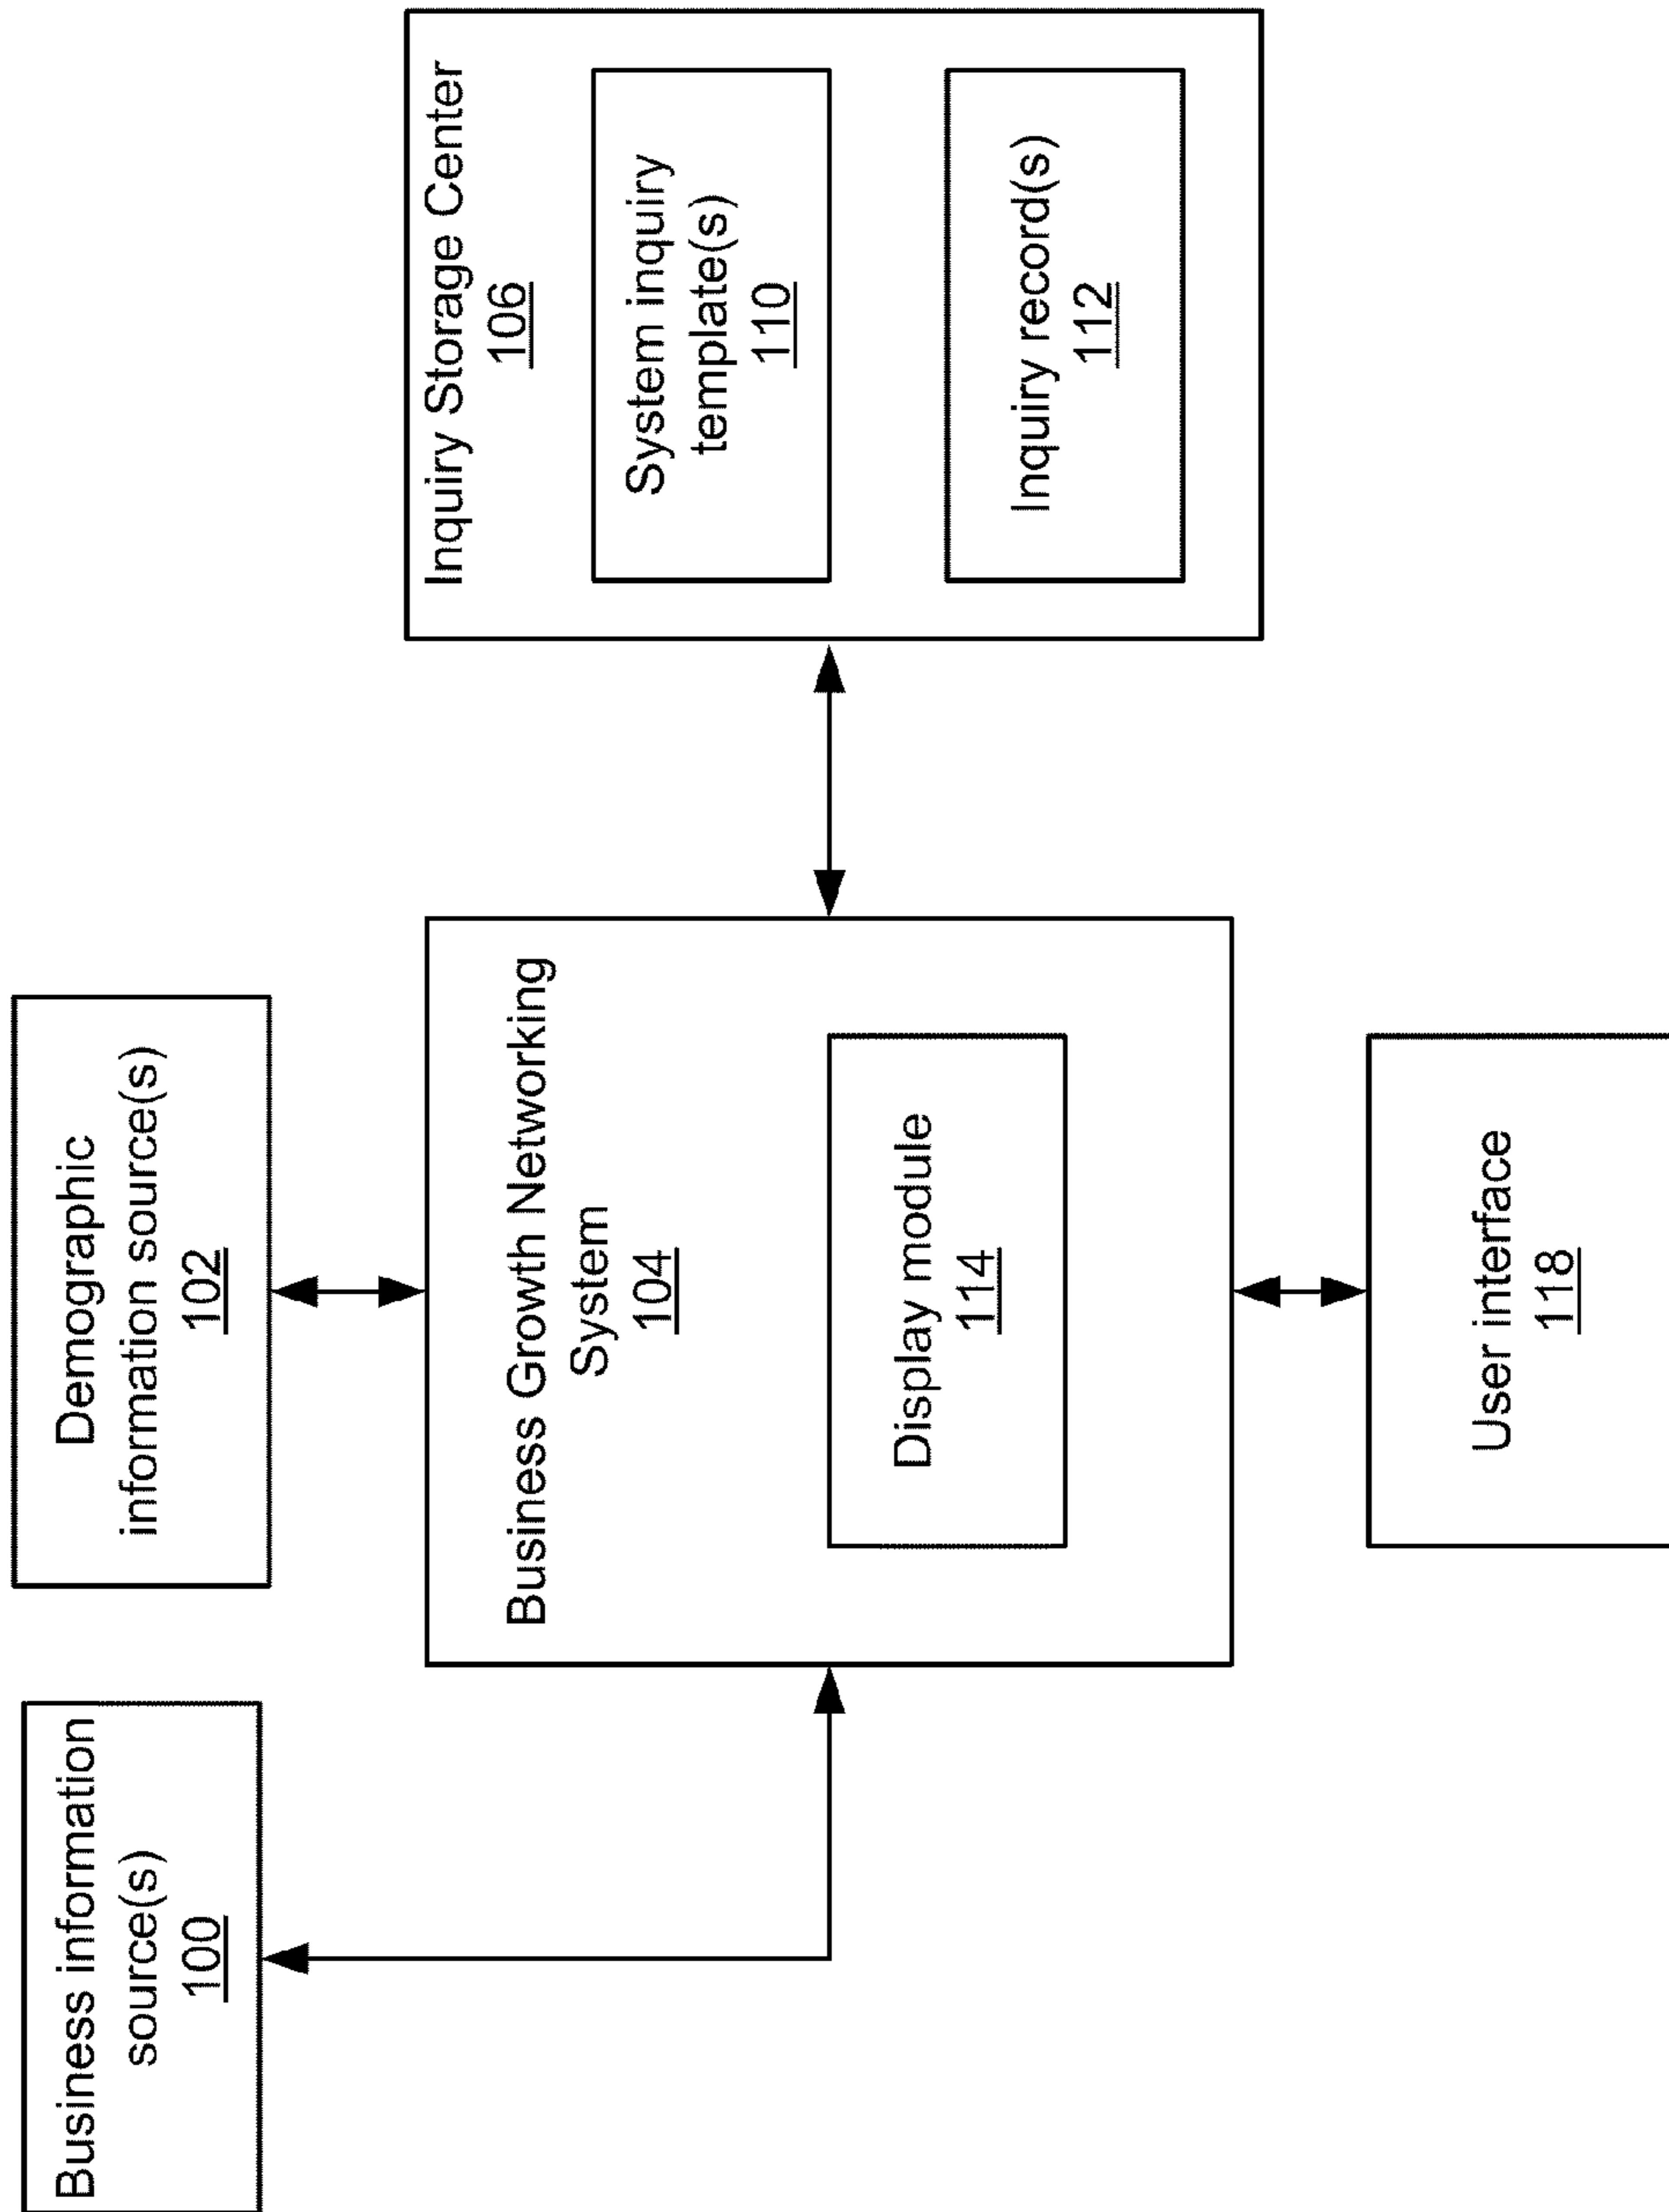 Business information
source(s)
100
Demographic
information source(s)
102
Business Growth Networking
System
104
Display module
114
User interface
118
Inquiry Storage Center
106
System inquiry
template(s)
110
Inquiry record(s)
112